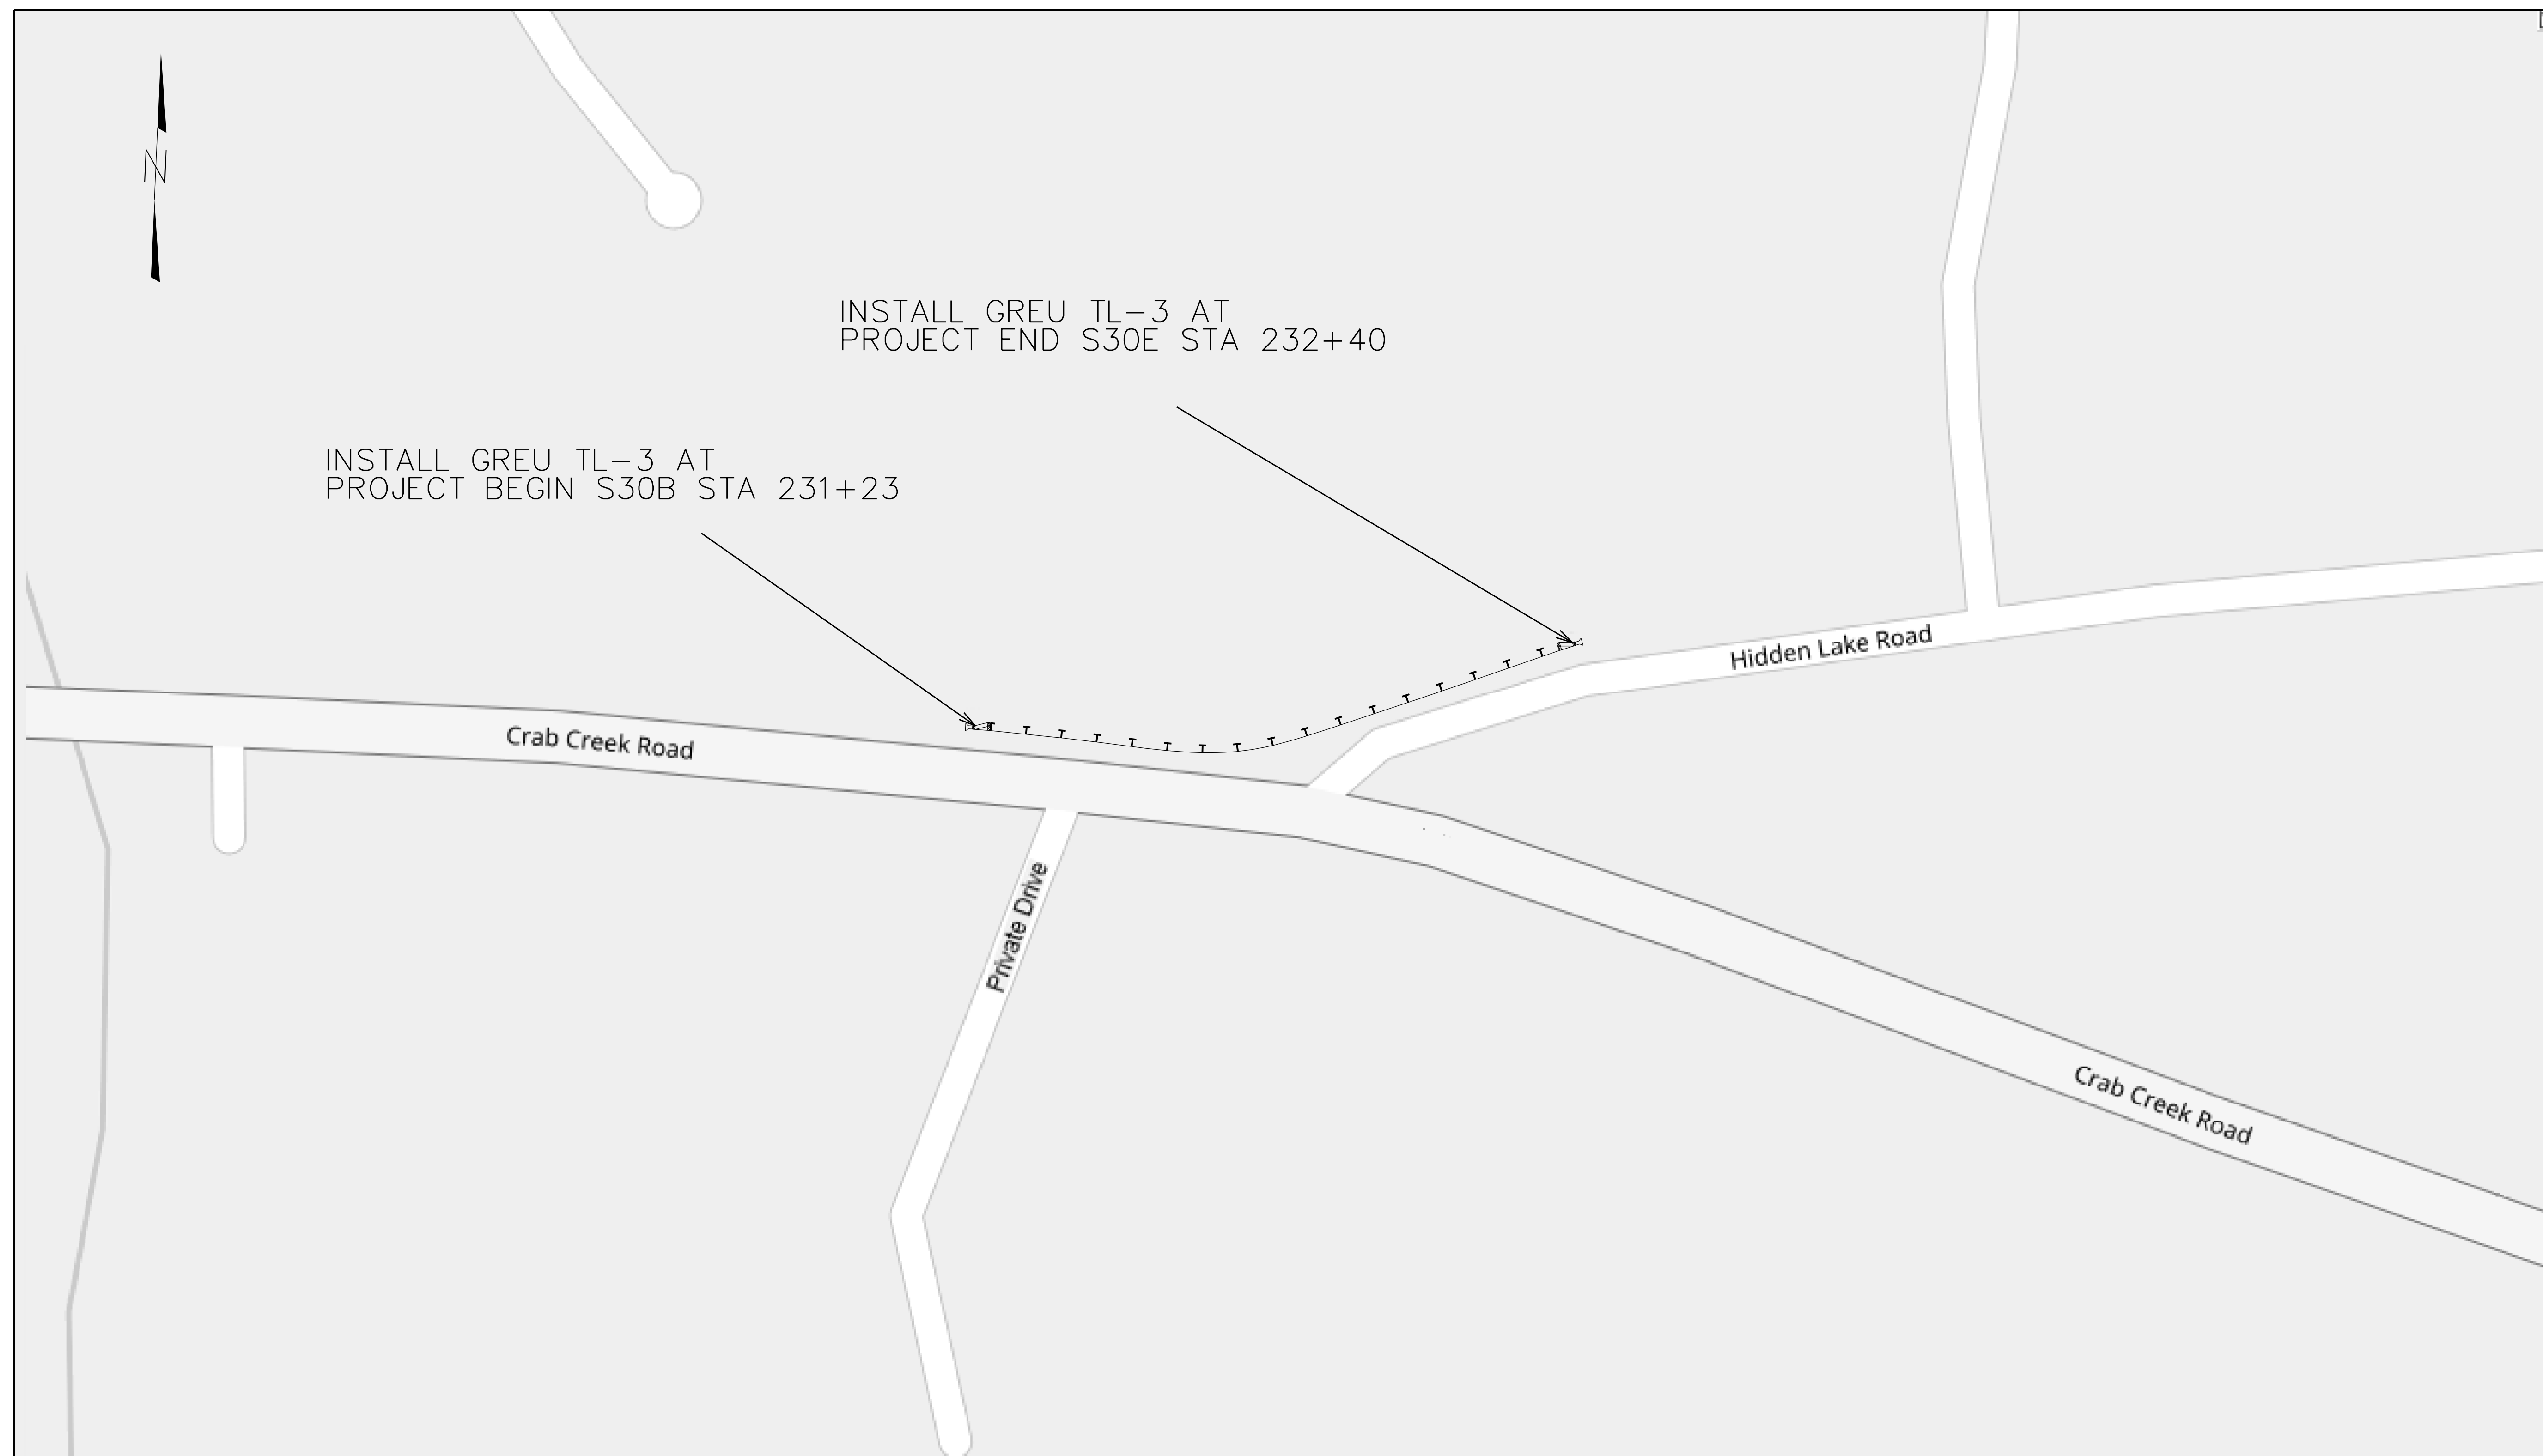 N
INSTALL GREU TL-3 AT
PROJECT END S30E STA 232+40
INSTALL GREU TL-3 AT
PROJECT BEGIN S30B STA 231+23
Hidden Lake Road
Crab Creek Road
Private Drive
Crab Creek Road